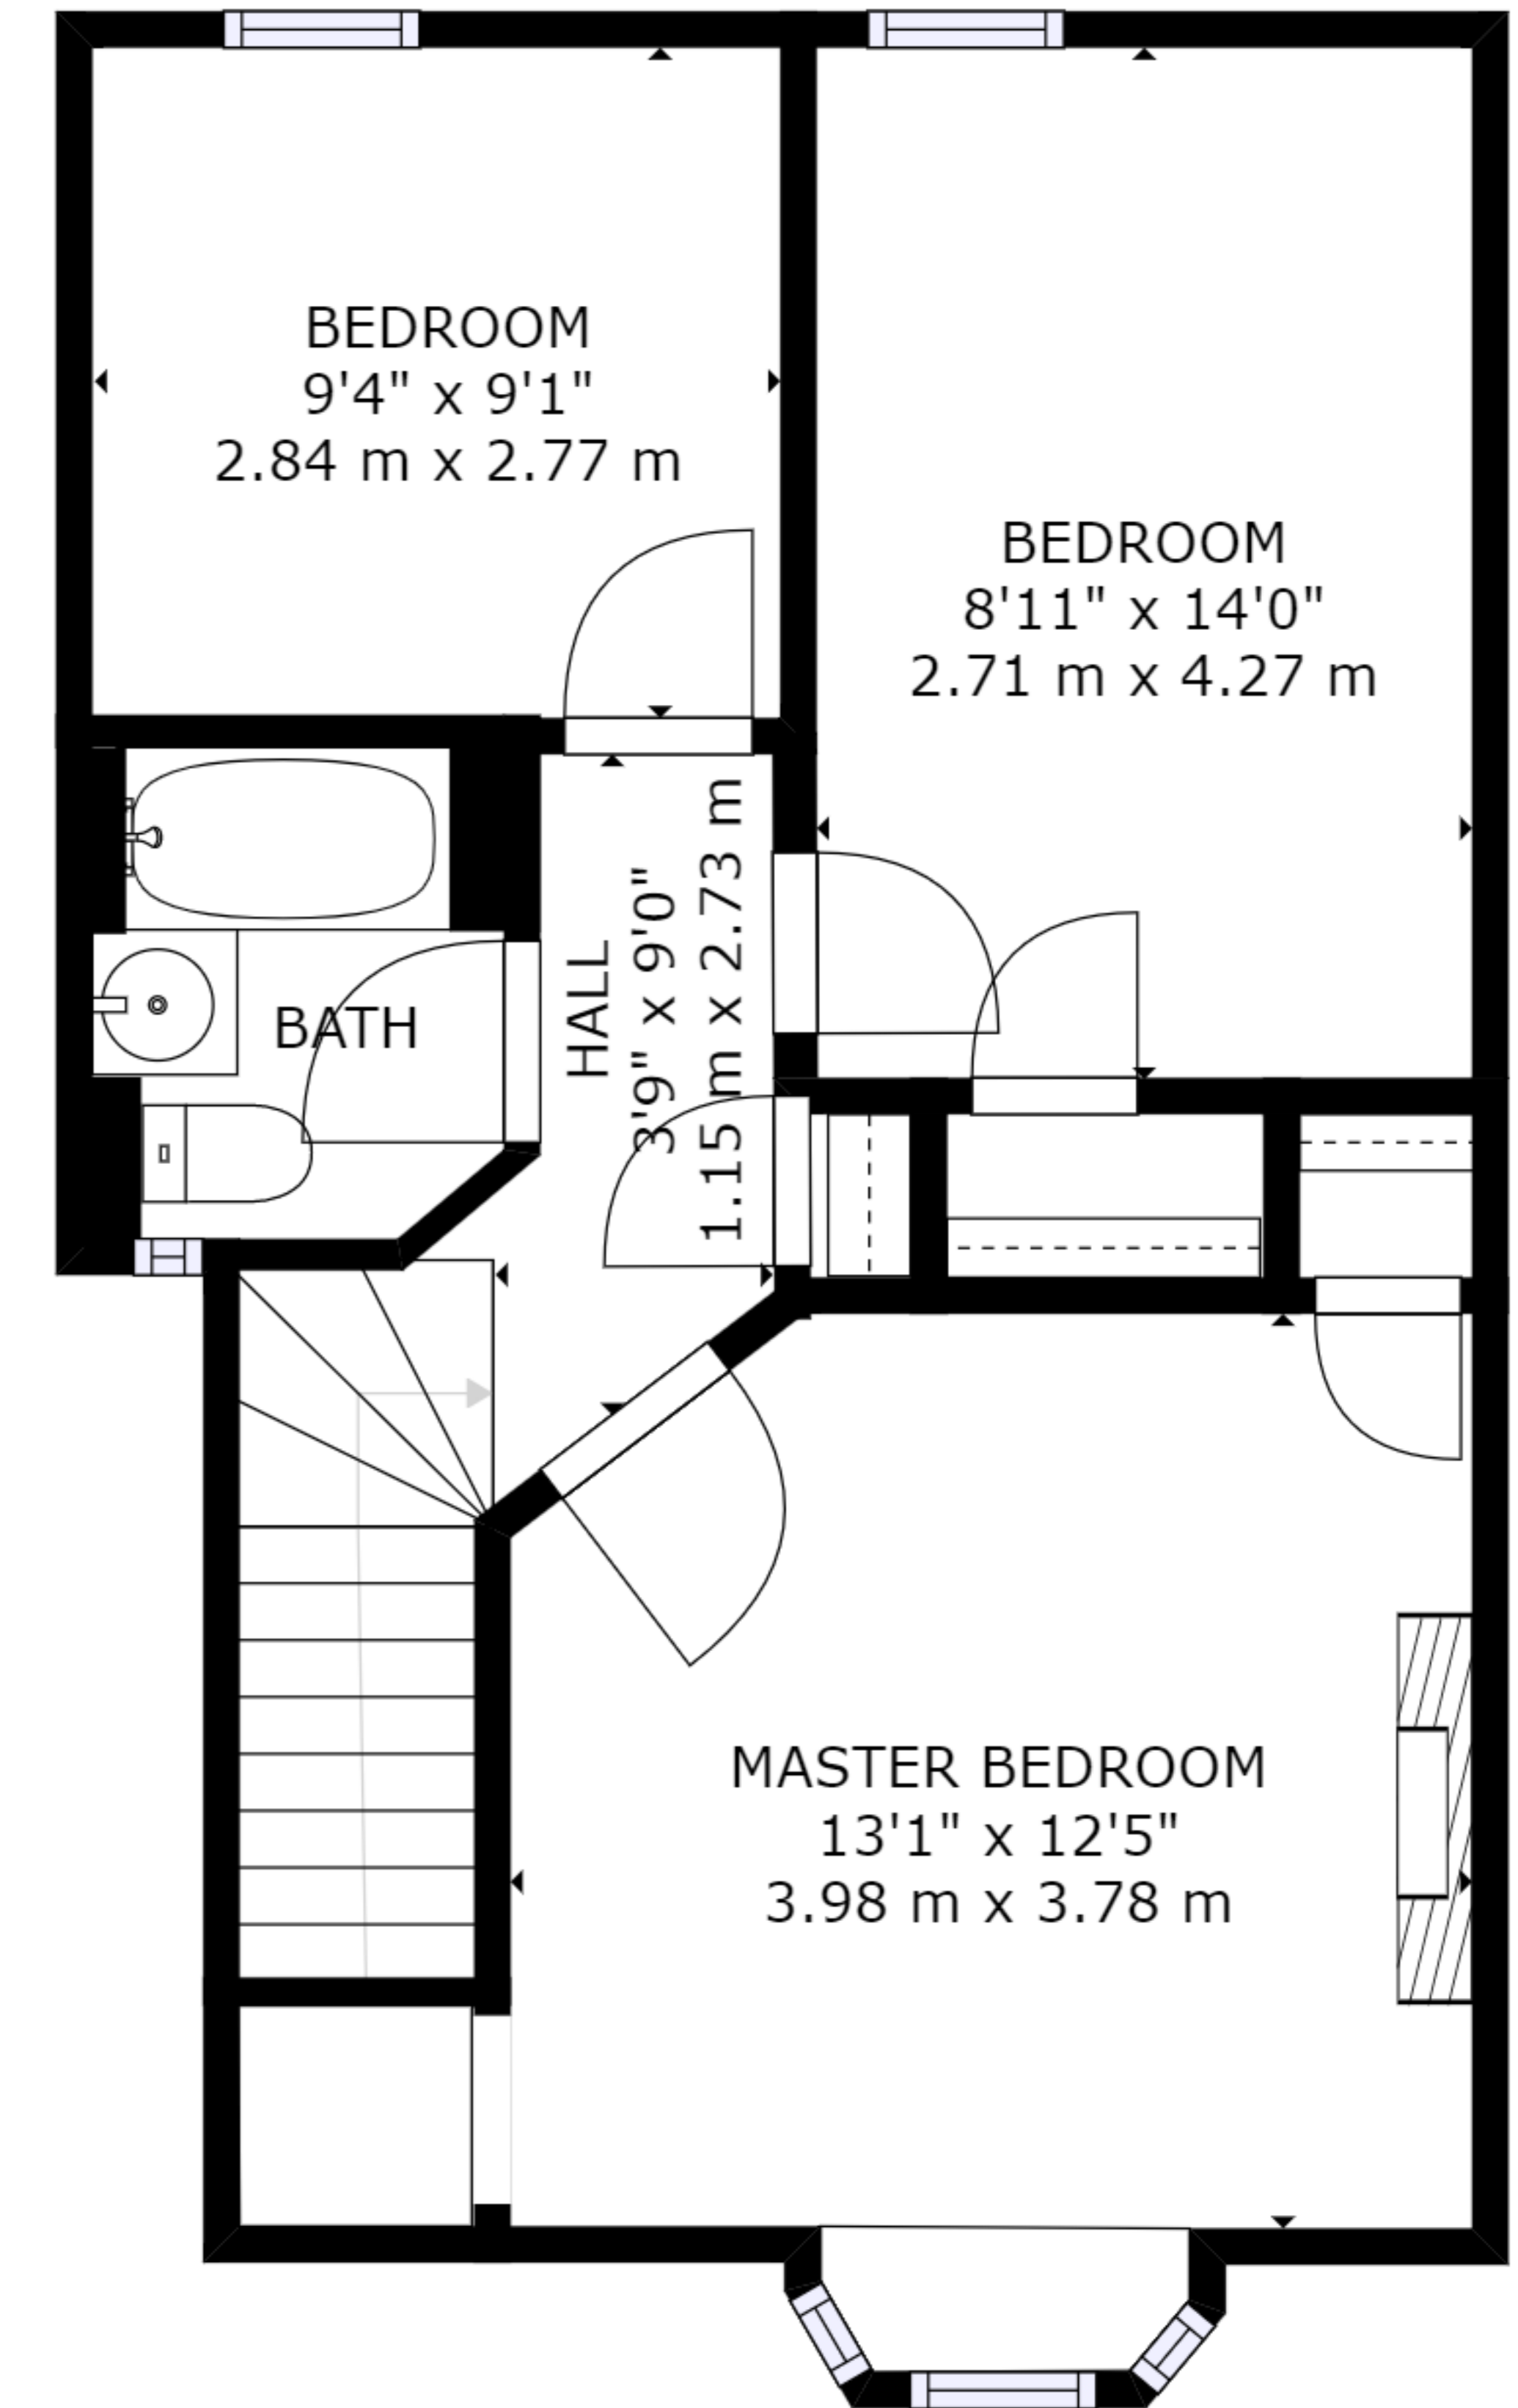 BEDROOM
9'4" x 9'1"
2.84 m x 2.77 m
BEDROOM
8'11" x 14'0"
2.71 m x 4.27 m
BATH
HALL
3'9" x 9'0"
1.15 m x 2.73 m
MASTER BEDROOM
13'1" x 12'5"
3.98 m x 3.78 m